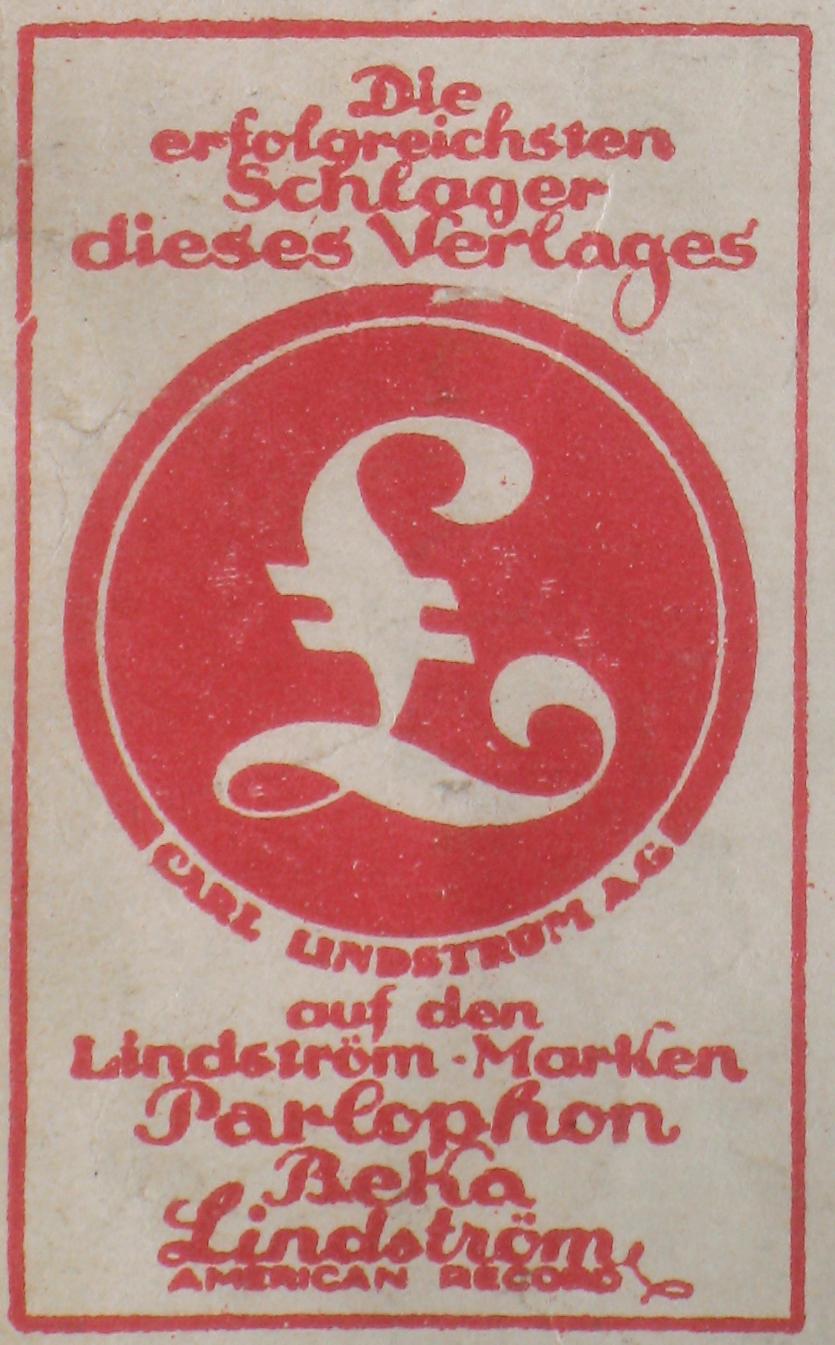 Die
erfolgreichsten
Schlager
dieses Verlages
£
CARL LINDSTRÖM A.G
auf den
Lindström-Marken
Parlophon
Beka
Lindström
AMERICAN RECORD